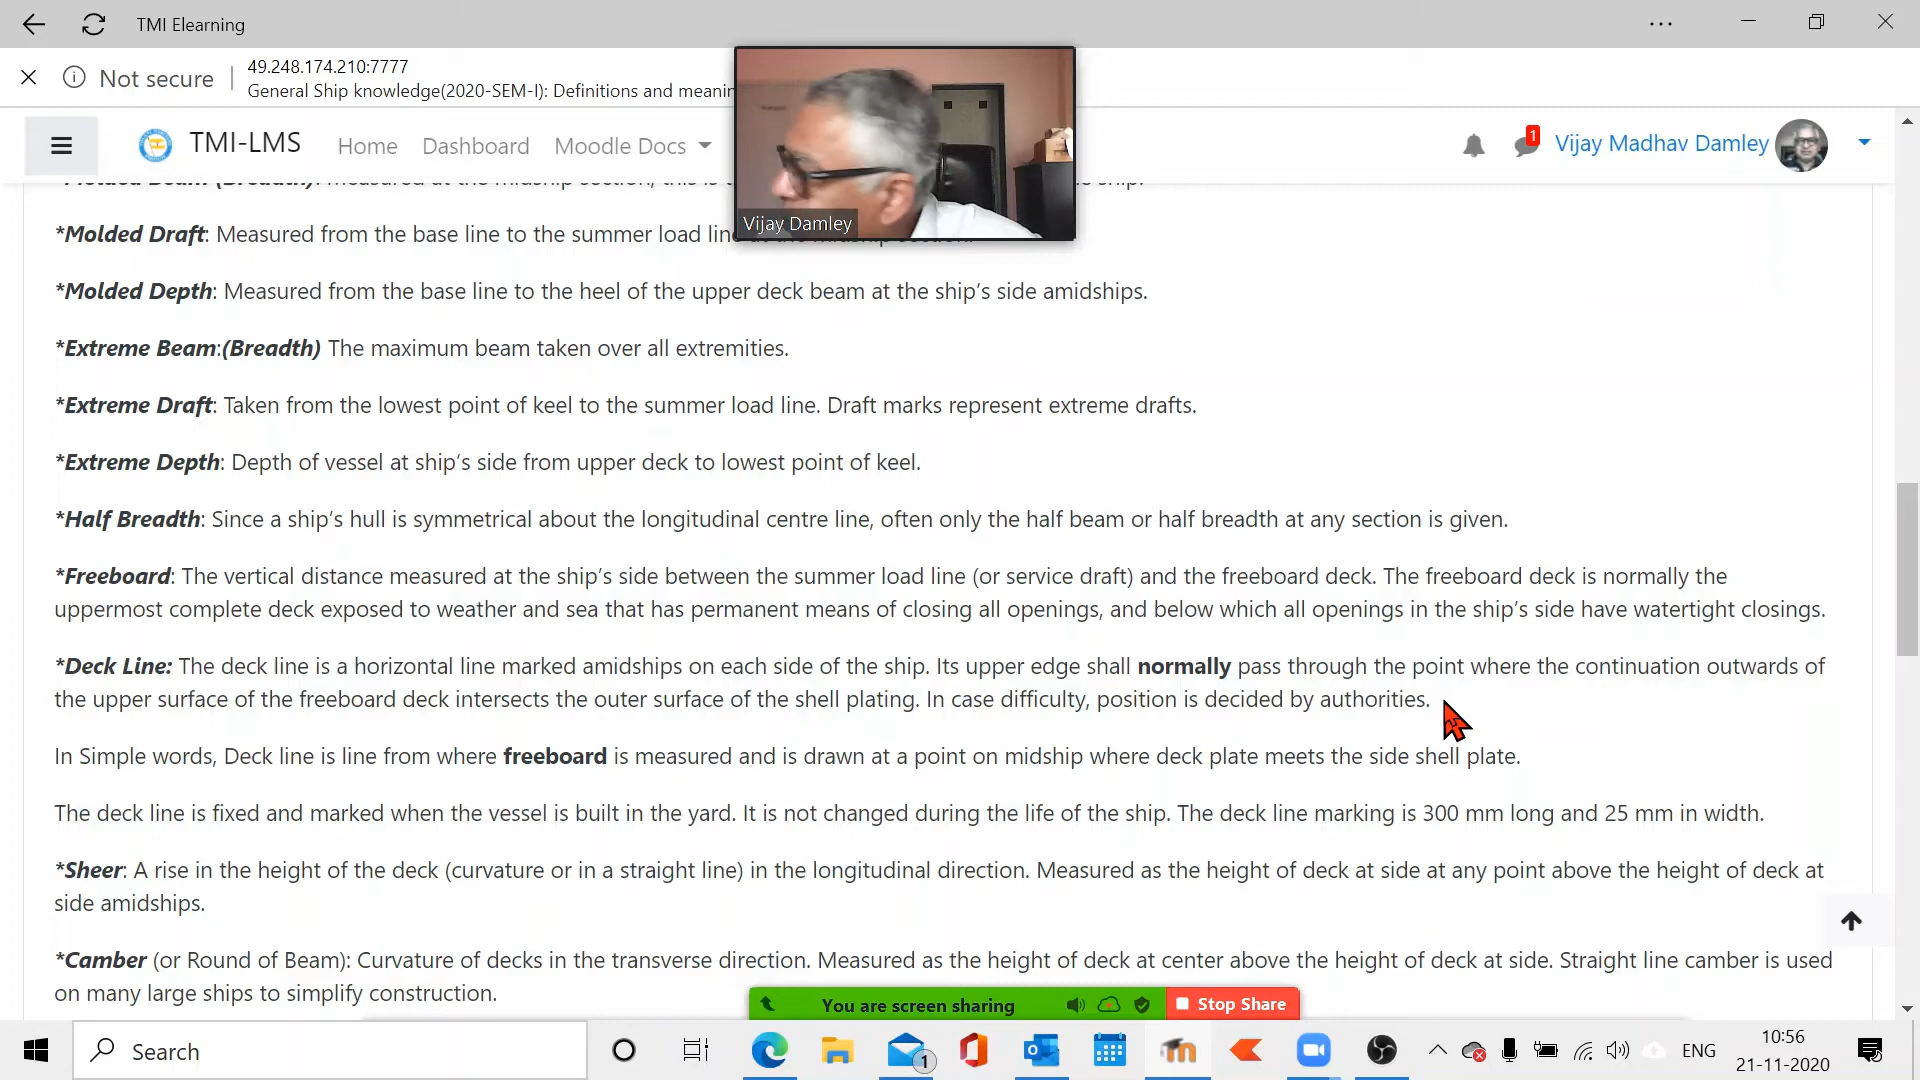 TMI Elearning
Not secure
49.248.174.210:7777
General Ship knowledge(2020-SEM-I): Definitions and meanin
TMI-LMS
Home
Dashboard
Moodle Docs
1
Vijay Madhav Damley
Vijay Damley
*Molded Beam (Breadth): Measured at the midship section, this is
*Molded Draft: Measured from the base line to the summer load line
*Molded Depth: Measured from the base line to the heel of the upper deck beam at the ship's side amidships.
*Extreme Beam:(Breadth) The maximum beam taken over all extremities.
*Extreme Draft: Taken from the lowest point of keel to the summer load line. Draft marks represent extreme drafts.
*Extreme Depth: Depth of vessel at ship's side from upper deck to lowest point of keel.
*Half Breadth: Since a ship's hull is symmetrical about the longitudinal centre line, often only the half beam or half breadth at any section is given.
*Freeboard: The vertical distance measured at the ship's side between the summer load line (or service draft) and the freeboard deck. The freeboard deck is normally the
uppermost complete deck exposed to weather and sea that has permanent means of closing all openings, and below which all openings in the ship's side have watertight closings.
*Deck Line: The deck line is a horizontal line marked amidships on each side of the ship. Its upper edge shall normally pass through the point where the continuation outwards of
the upper surface of the freeboard deck intersects the outer surface of the shell plating. In case difficulty, position is decided by authorities.
In Simple words, Deck line is line from where freeboard is measured and is drawn at a point on midship where deck plate meets the side shell plate.
The deck line is fixed and marked when the vessel is built in the yard. It is not changed during the life of the ship. The deck line marking is 300 mm long and 25 mm in width.
*Sheer: A rise in the height of the deck (curvature or in a straight line) in the longitudinal direction. Measured as the height of deck at side at any point above the height of deck at
side amidships.
*Camber (or Round of Beam): Curvature of decks in the transverse direction. Measured as the height of deck at center above the height of deck at side. Straight line camber is used
on many large ships to simplify construction.
You are screen sharing
Stop Share
Search
1
ENG
10:56
21-11-2020